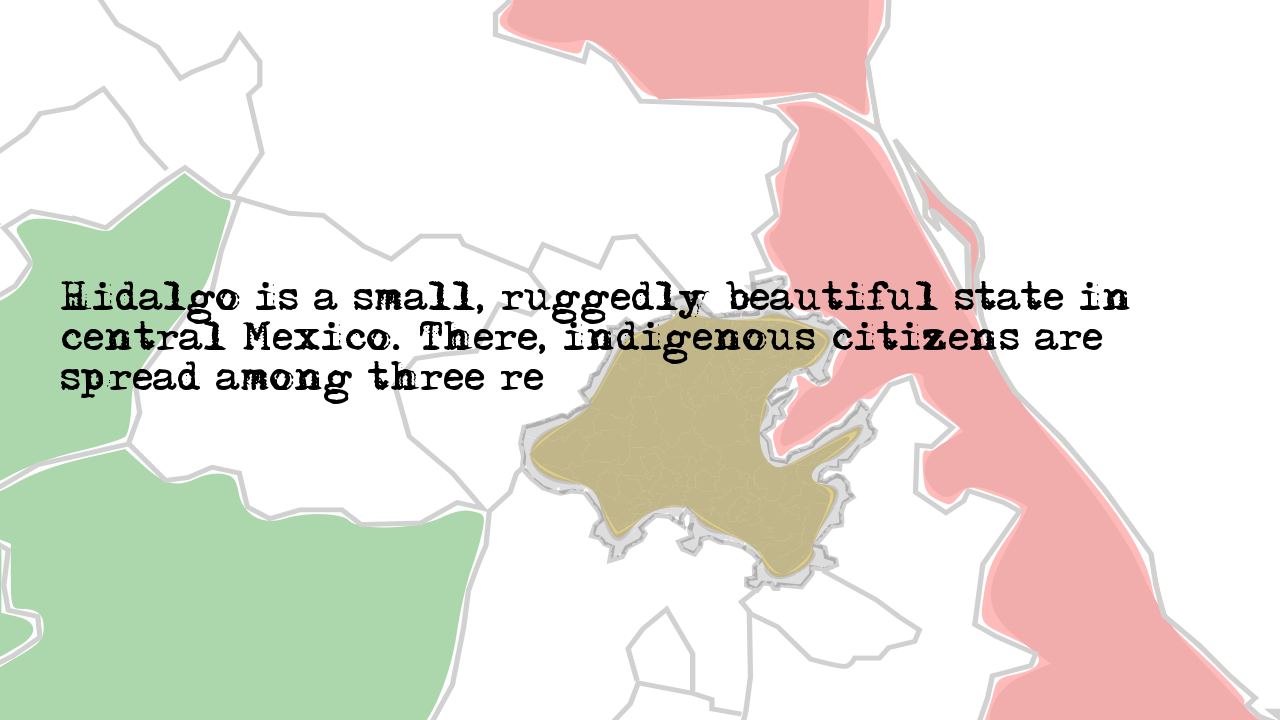 Hidalgo is a small, ruggedly beautiful state in
central Mexico. There, indigenous citizens are
spread among three re